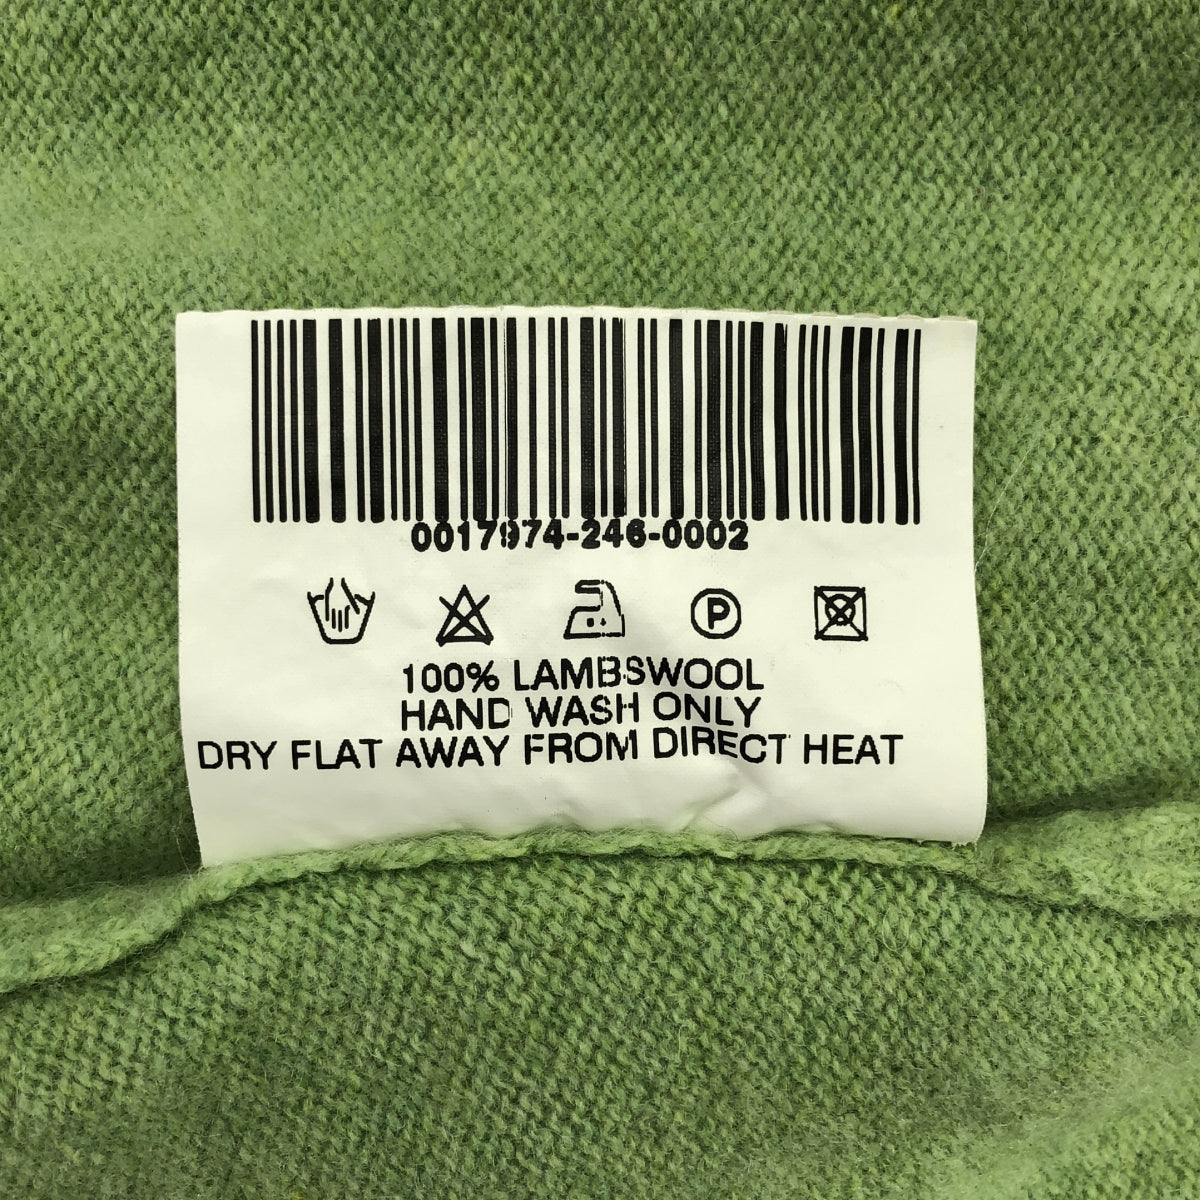 0017974-246-0002
P
100% LAMBSWOOL
HAND WASH ONLY
DRY FLAT AWAY FROM DIRECT HEAT